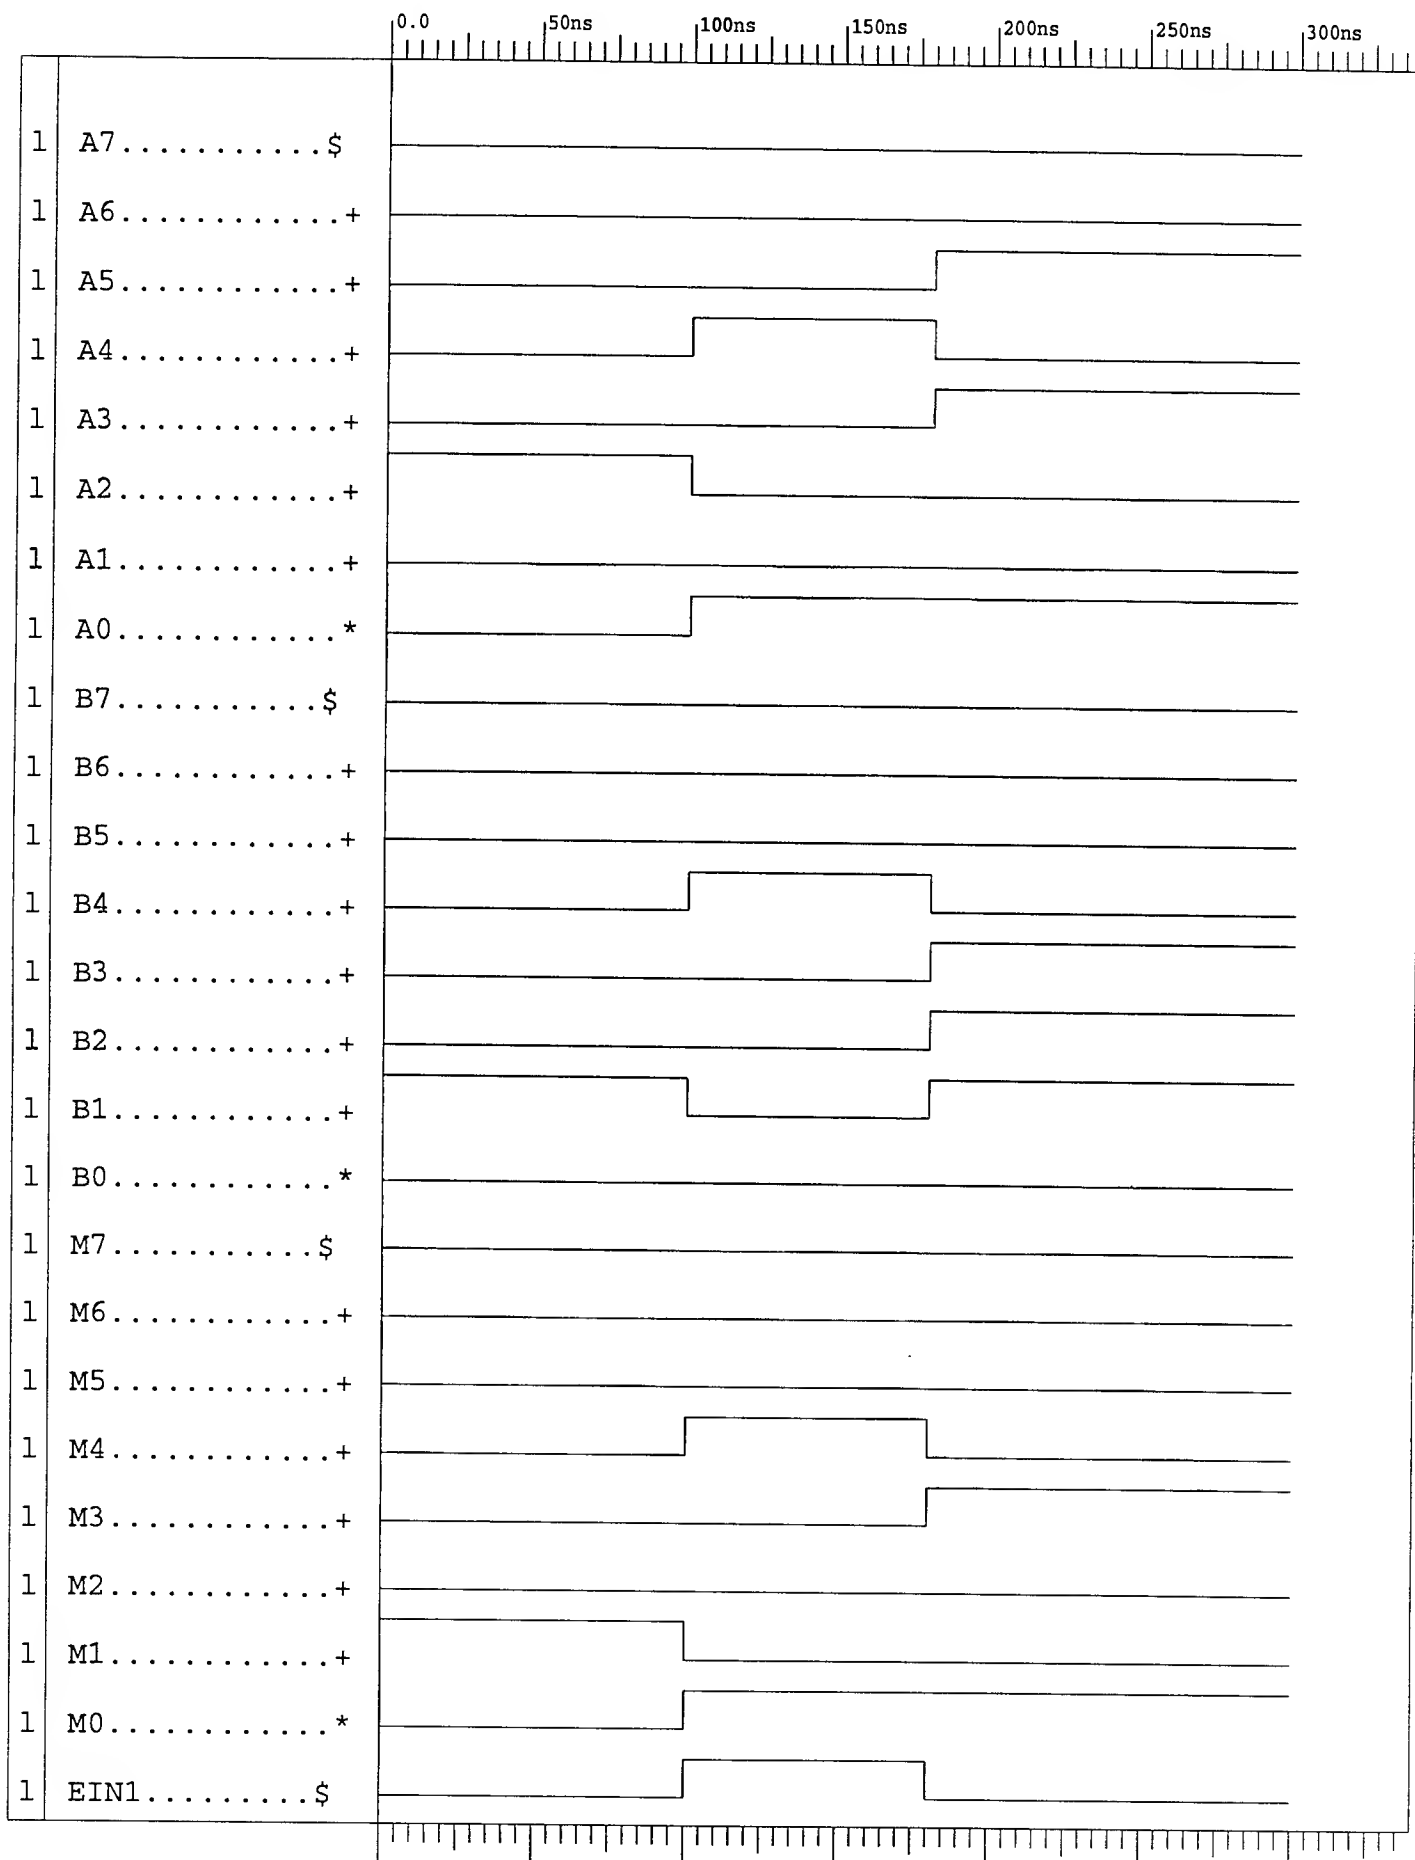 0.0 50ns 100ns 150ns 200ns 250ns 300ns
1 A7...........$
1 A6............+
1 A5............+
1 A4............+
1 A3............+
1 A2............+
1 A1............+
1 A0............*
1 B7...........$
1 B6............+
1 B5............+
1 B4............+
1 B3............+
1 B2............+
1 B1............+
1 B0............*
1 M7...........$
1 M6............+
1 M5............+
1 M4............+
1 M3............+
1 M2............+
1 M1............+
1 M0............*
1 EIN1.........$